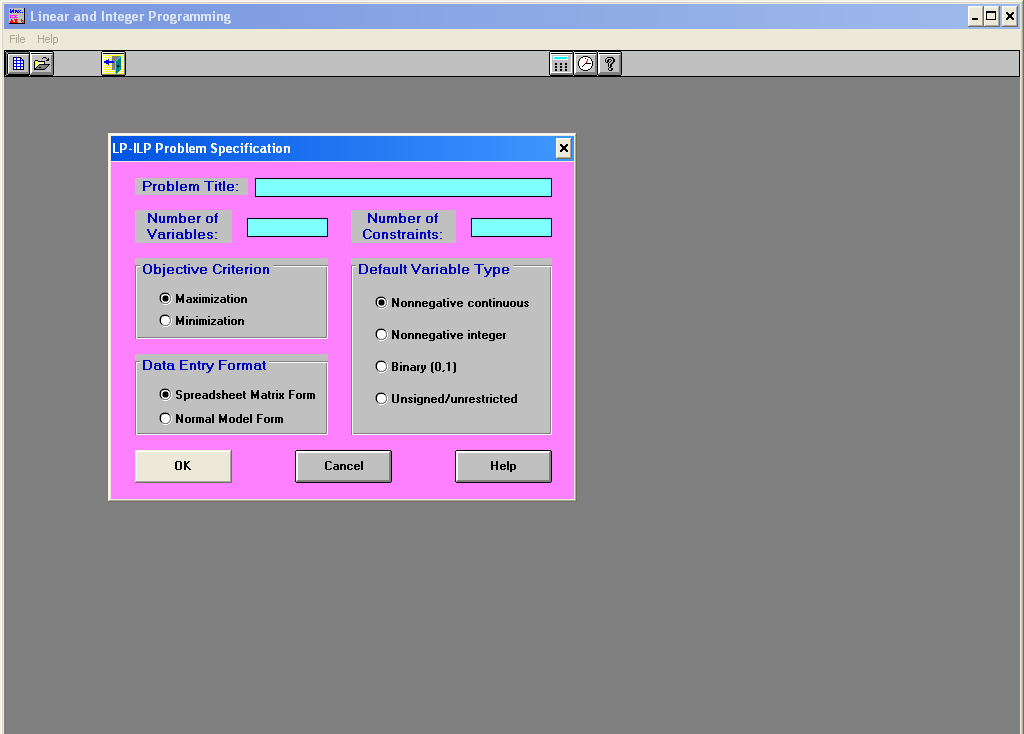 Linear and Integer Programming
File Help
?
LP-ILP Problem Specification
Problem Title:
Number of
Variables:
Number of
Constraints:
Objective Criterion
Maximization
Minimization
Default Variable Type
Nonnegative continuous
Nonnegative integer
Binary (0,1)
Unsigned/unrestricted
Data Entry Format
Spreadsheet Matrix Form
Normal Model Form
OK
Cancel
Help